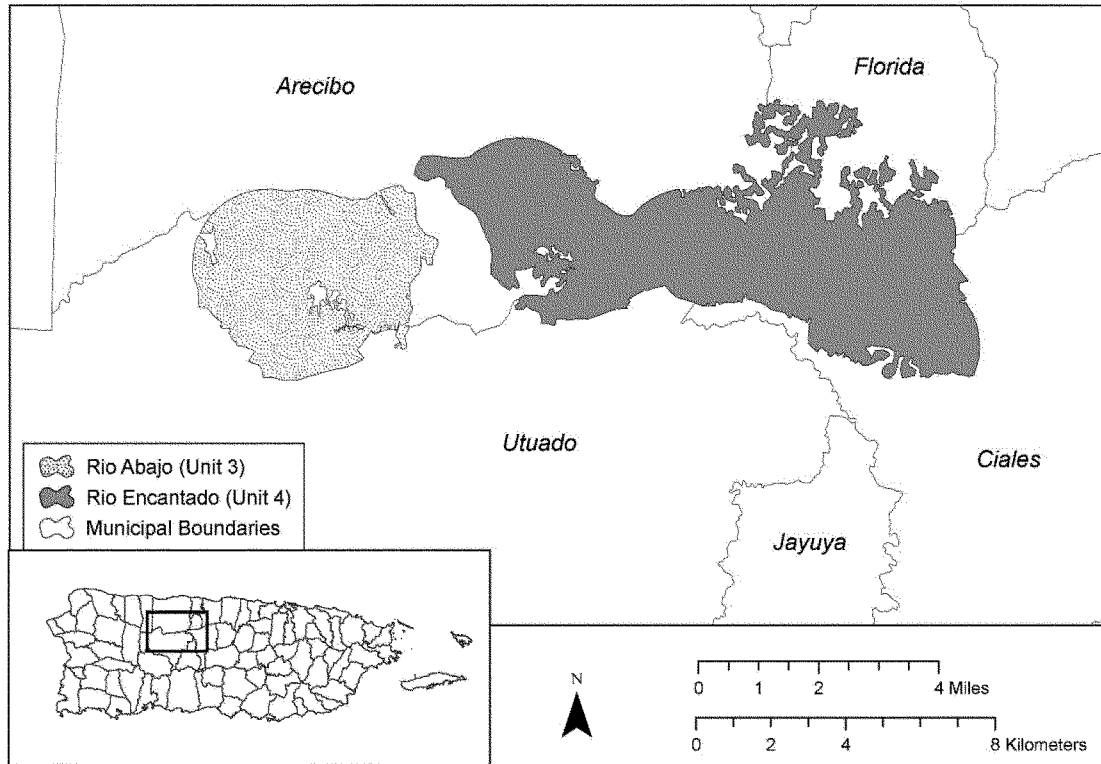 Florida
Arecibo
Utuado
Ciales
Jayuya
Rio Abajo (Unit 3)
Rio Encantado (Unit 4)
Municipal Boundaries
N
0 1 2 4 Miles
0 2 4 8 Kilometers